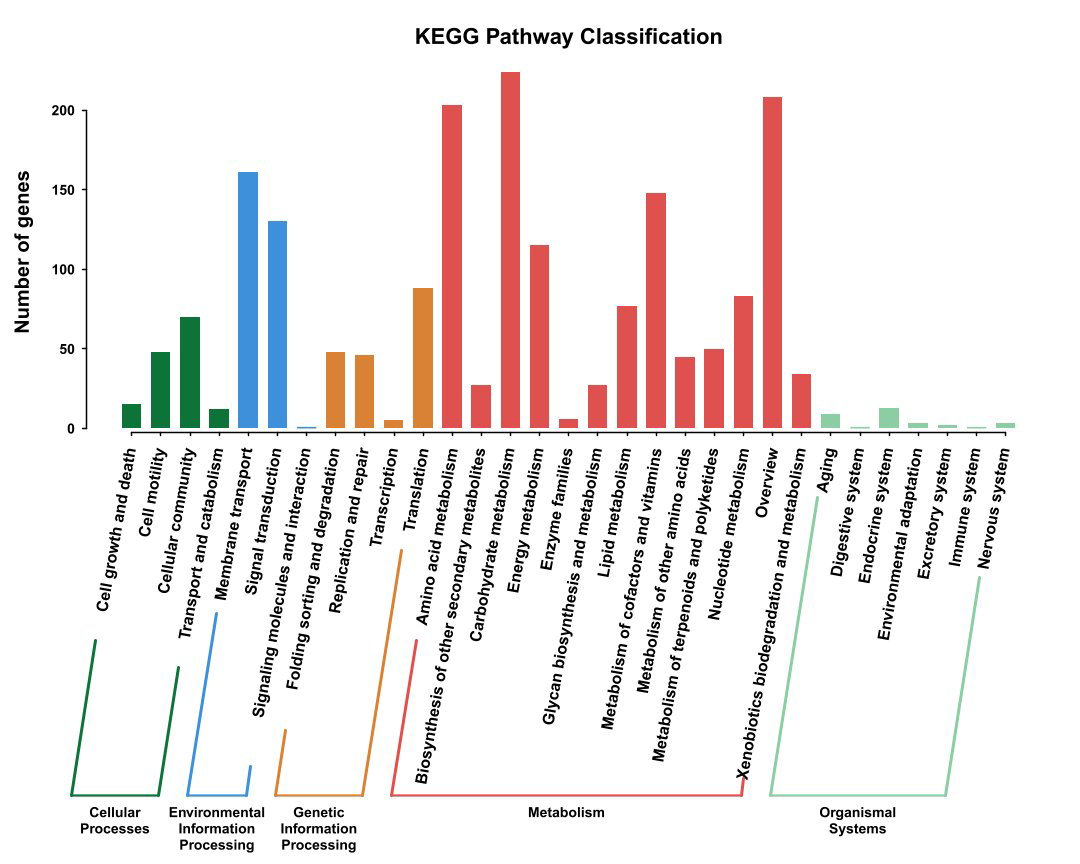 KEGG Pathway Classification
Number of genes
200
150
100
50
0
Cell growth and death
Cell motility
Cellular community
Transport and catabolism
Membrane transport
Signal transduction
Signaling molecules and interaction
Folding sorting and degradation
Replication and repair
Transcription
Translation
Amino acid metabolism
Biosynthesis of other secondary metabolites
Carbohydrate metabolism
Energy metabolism
Enzyme families
Glycan biosynthesis and metabolism
Lipid metabolism
Metabolism of cofactors and vitamins
Metabolism of other amino acids
Metabolism of terpenoids and polyketides
Nucleotide metabolism
Overview
Xenobiotics biodegradation and metabolism
Aging
Digestive system
Endocrine system
Environmental adaptation
Excretory system
Immune system
Nervous system
Cellular
Processes
Environmental
Information
Processing
Genetic
Information
Processing
Metabolism
Organismal
Systems